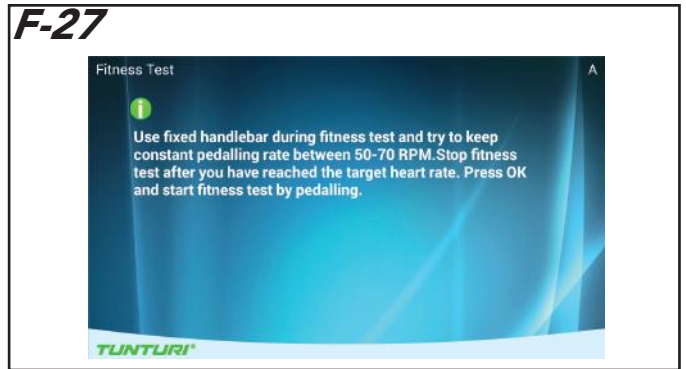 F-27
Fitness Test A
i
Use fixed handlebar during fitness test and try to keep
constant pedalling rate between 50-70 RPM.Stop fitness
test after you have reached the target heart rate. Press OK
and start fitness test by pedalling.
TUNTURI®